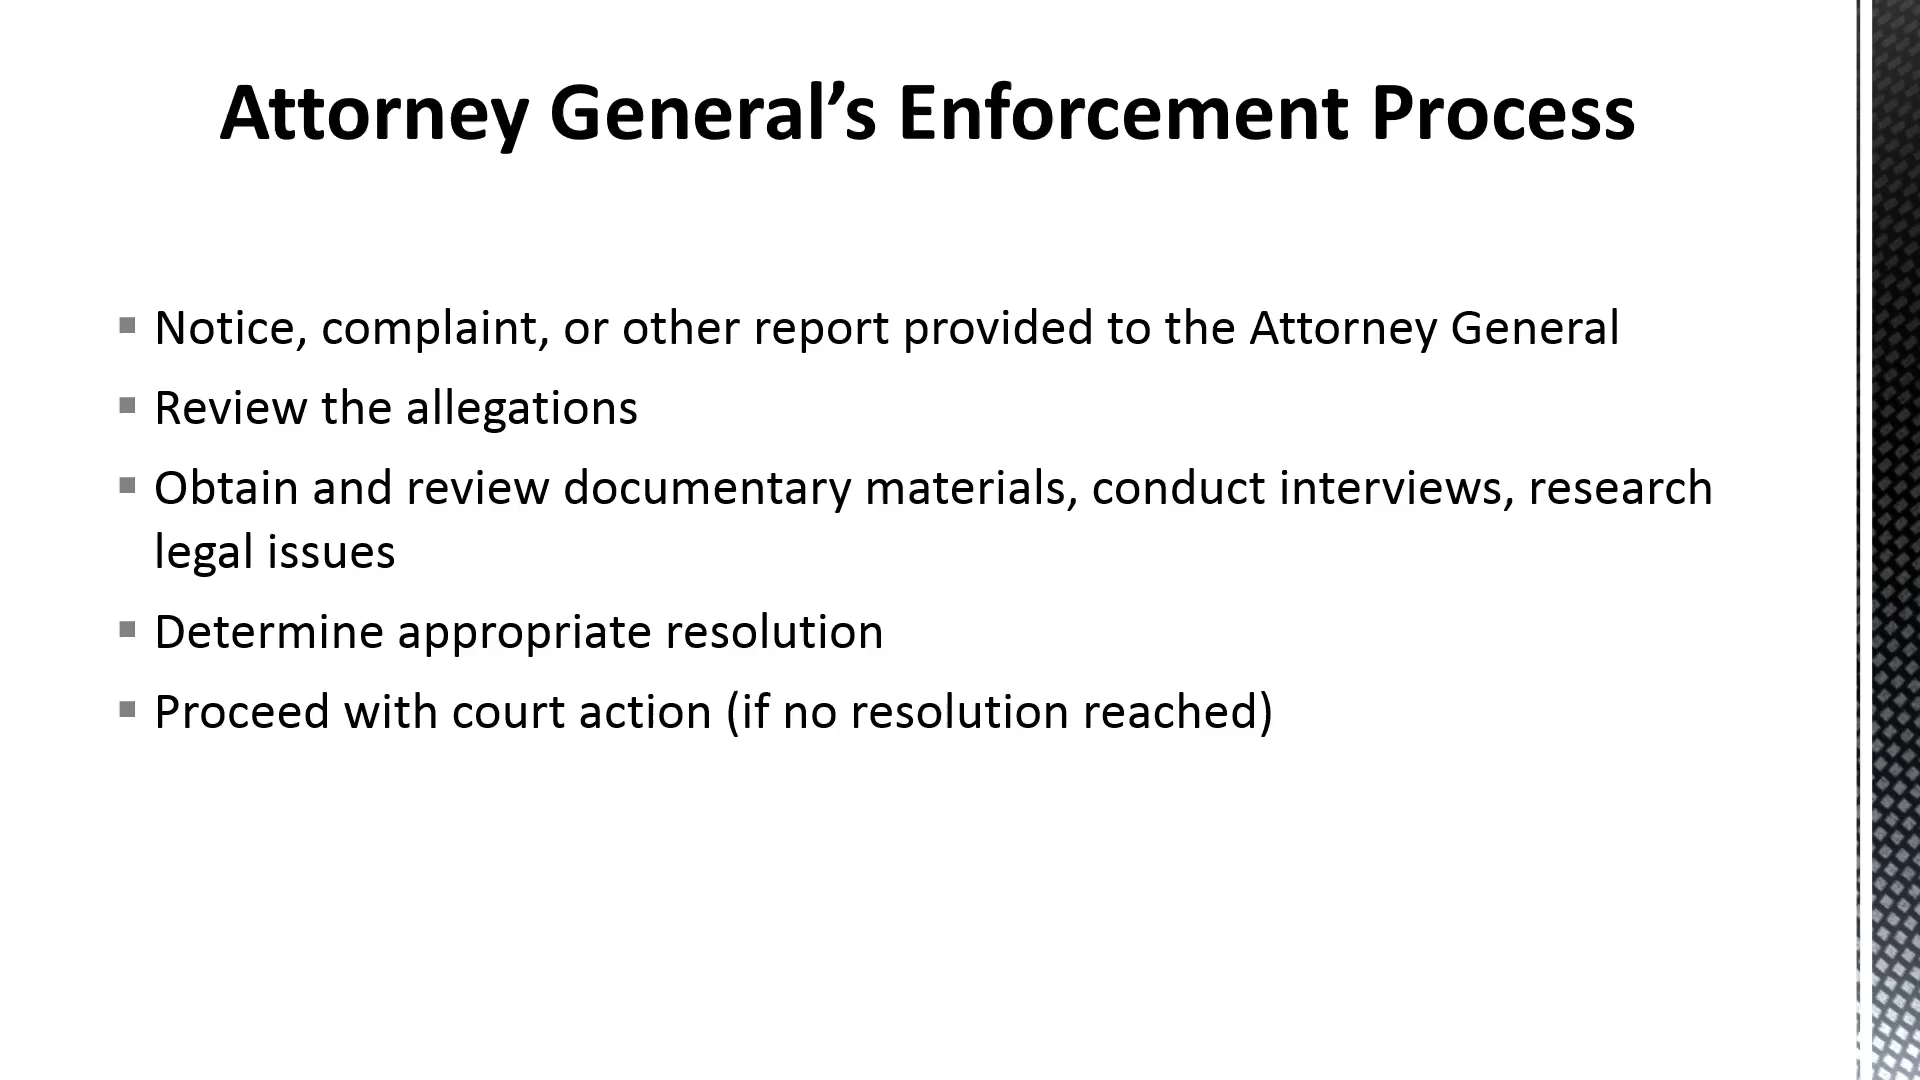 Attorney General’s Enforcement Process
▪ Notice, complaint, or other report provided to the Attorney General
▪ Review the allegations
▪ Obtain and review documentary materials, conduct interviews, research
legal issues
▪ Determine appropriate resolution
▪ Proceed with court action (if no resolution reached)